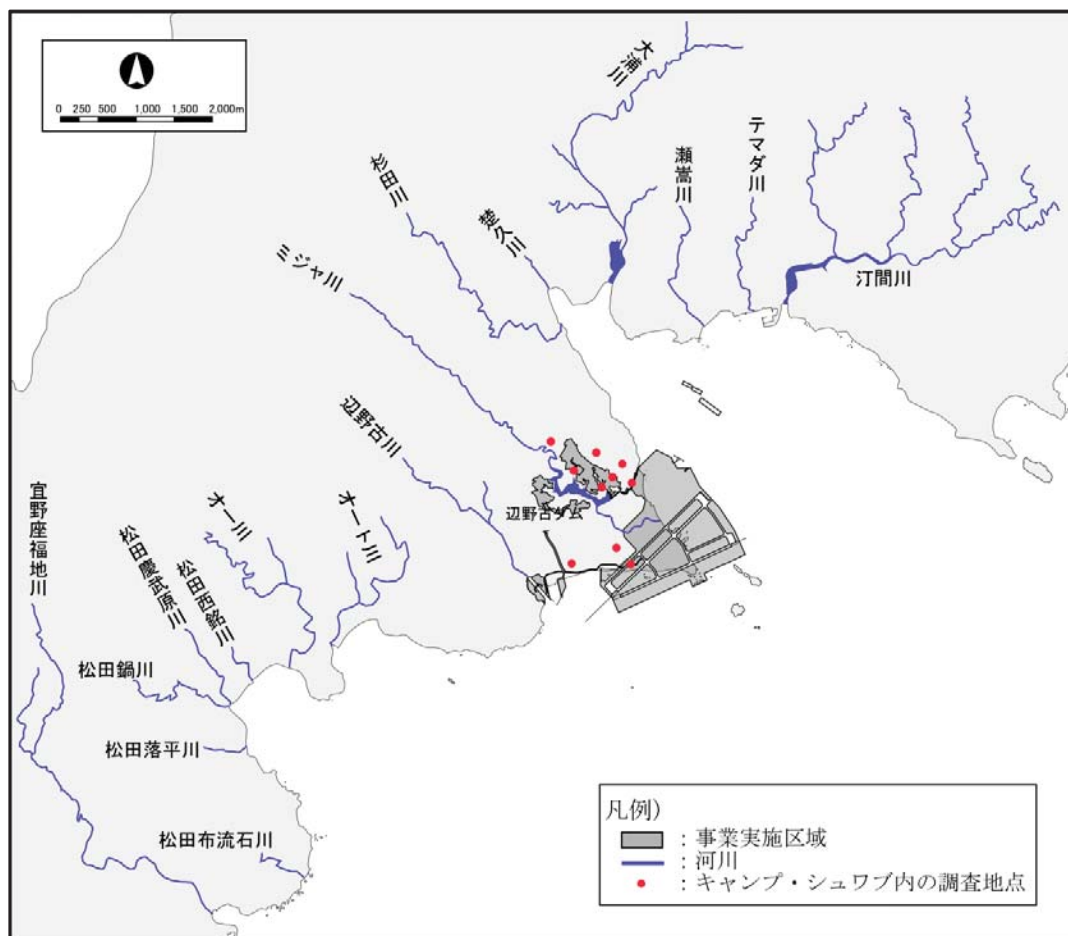 0 250 500 1,000 1,500 2,000m
大浦川
テマダ川
瀬嵩川
杉田川
楚久川
ミジャ川
汀間川
辺野古川
辺野古ダム
宜野座福地川
オー川
オート川
松田慶武原川
松田西銘川
松田鍋川
松田落平川
松田布流石川
凡例)
：事業実施区域
：河川
：キャンプ・シュワブ内の調査地点